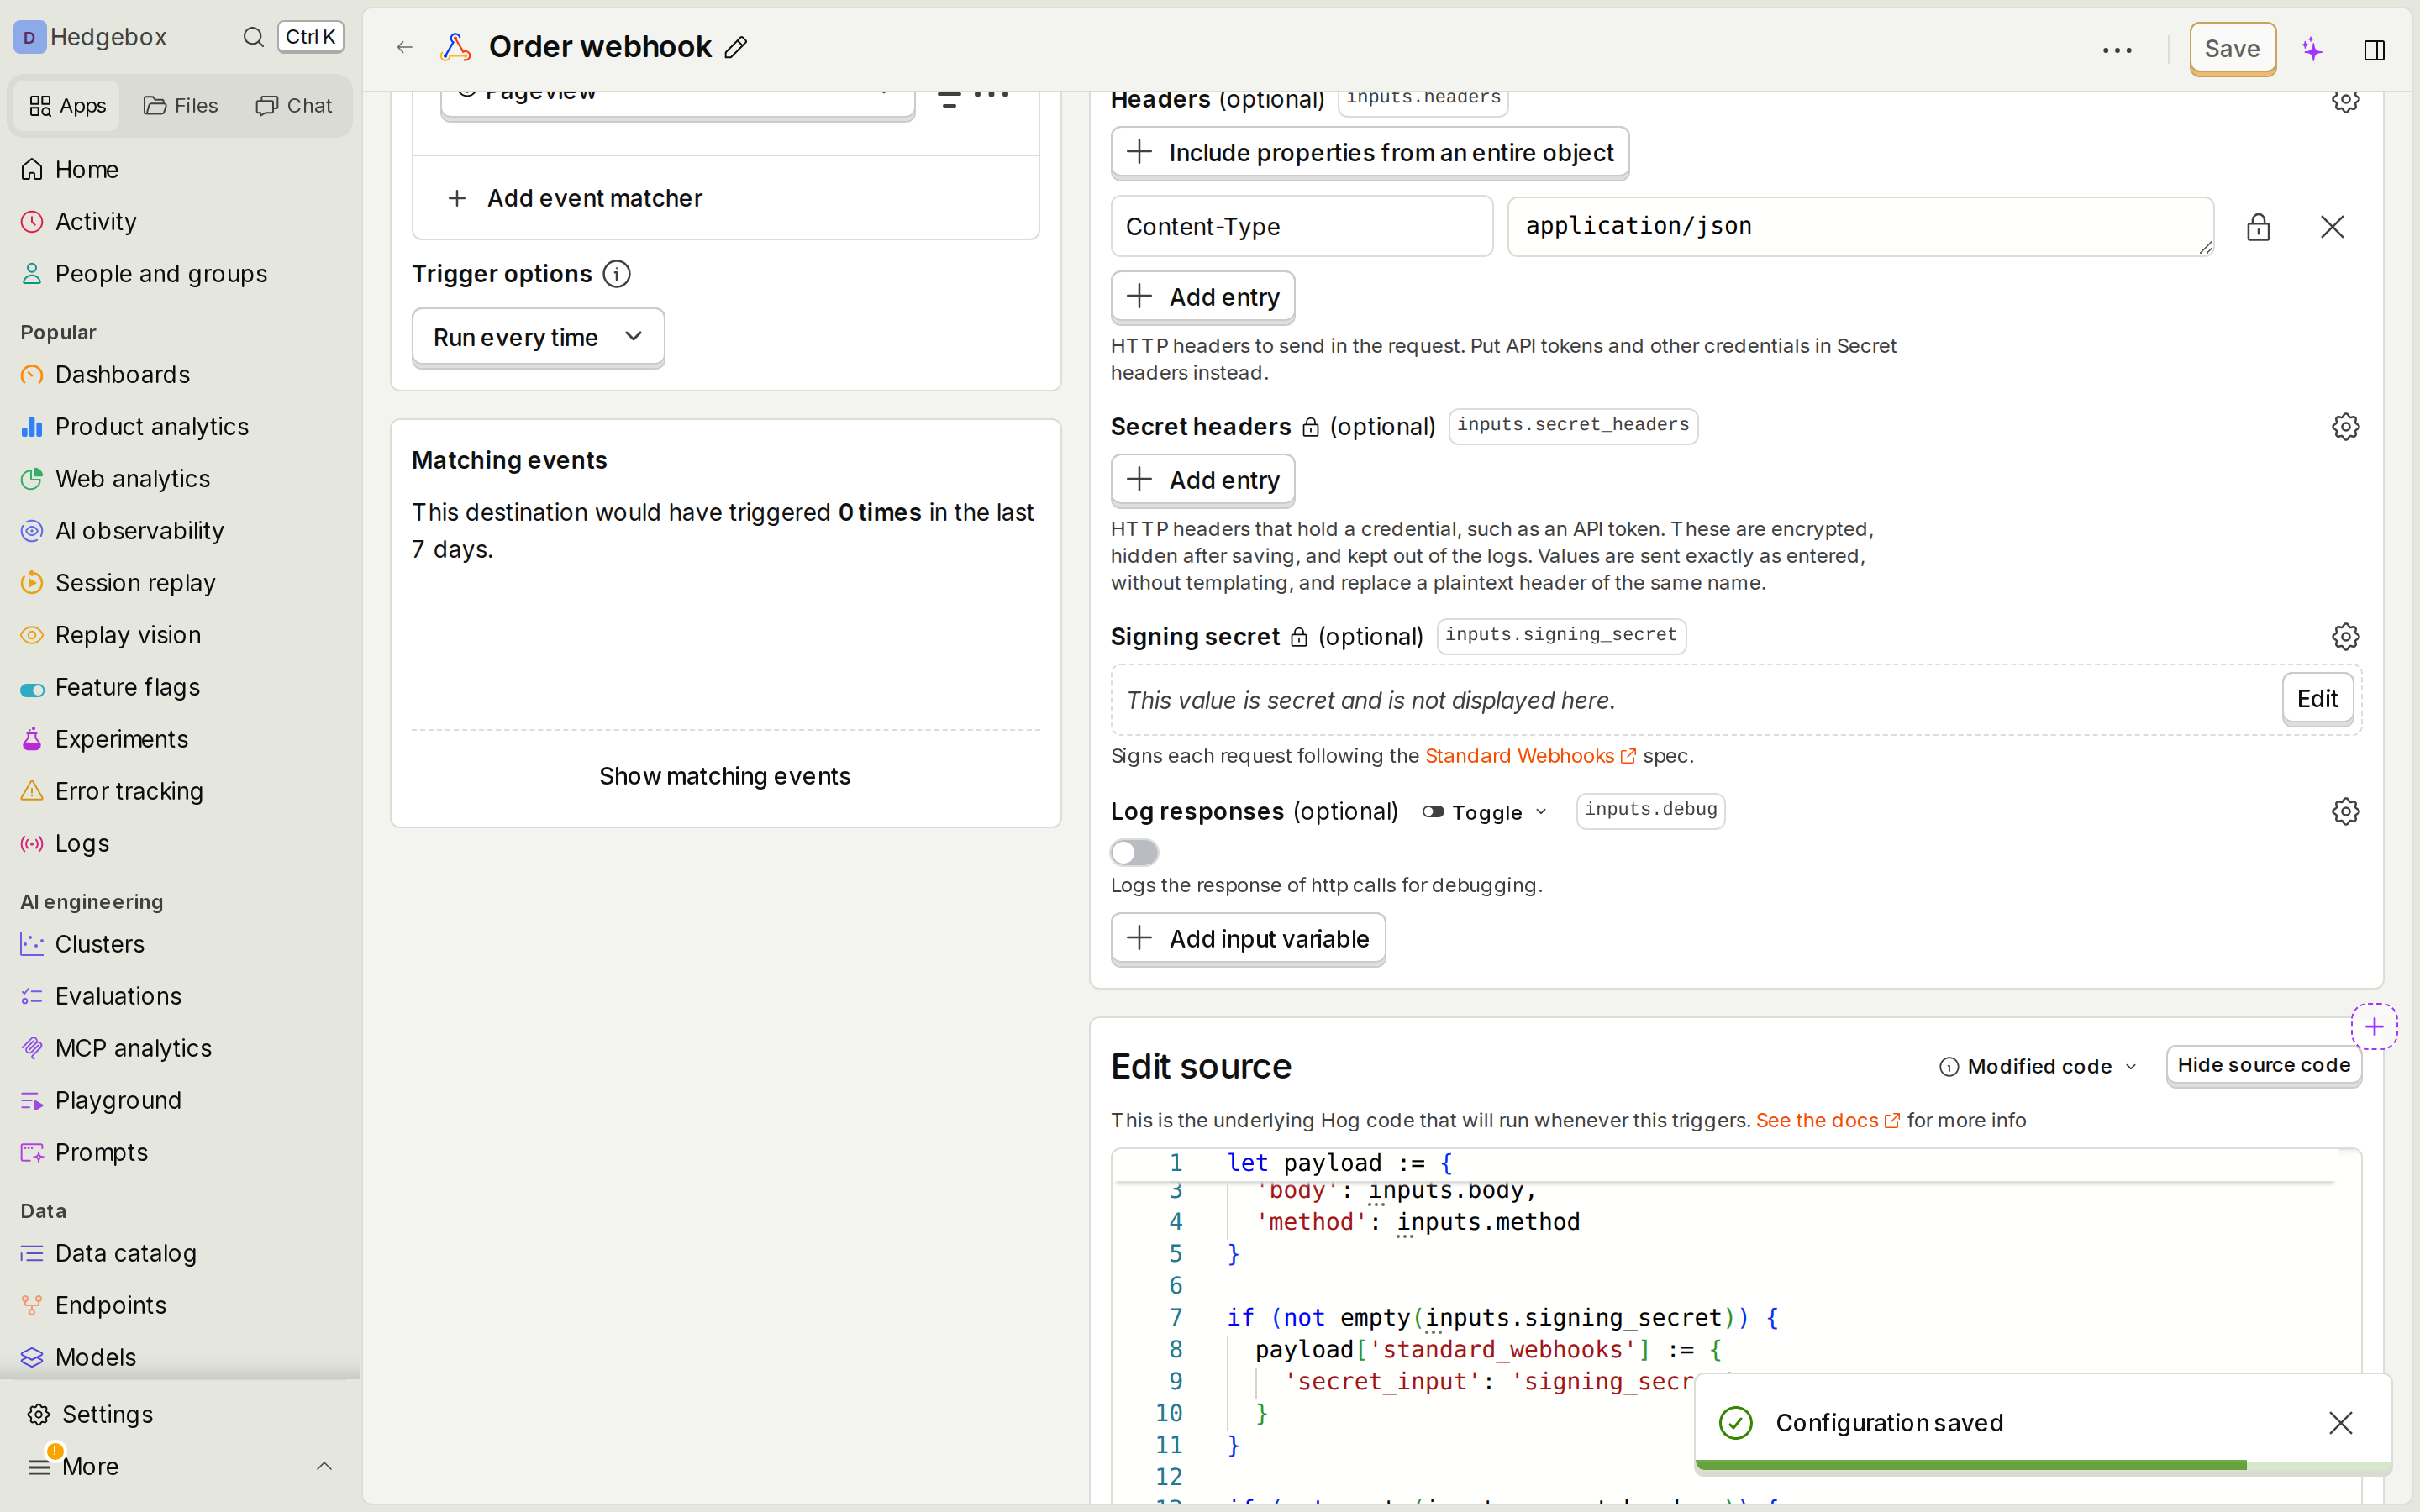 D Hedgebox Ctrl K
Apps Files Chat
Home
Activity
People and groups
Popular
Dashboards
Product analytics
Web analytics
AI observability
Session replay
Replay vision
Feature flags
Experiments
Error tracking
Logs
AI engineering
Clusters
Evaluations
MCP analytics
Playground
Prompts
Data
Data catalog
Endpoints
Models
Settings
More
Order webhook
Save
Pageview
Add event matcher
Trigger options
Run every time
Matching events
This destination would have triggered 0 times in the last
7 days.
Show matching events
Headers (optional) inputs.headers
Include properties from an entire object
Content-Type application/json
Add entry
HTTP headers to send in the request. Put API tokens and other credentials in Secret
headers instead.
Secret headers (optional) inputs.secret_headers
Add entry
HTTP headers that hold a credential, such as an API token. These are encrypted,
hidden after saving, and kept out of the logs. Values are sent exactly as entered,
without templating, and replace a plaintext header of the same name.
Signing secret (optional) inputs.signing_secret
This value is secret and is not displayed here. Edit
Signs each request following the Standard Webhooks spec.
Log responses (optional) Toggle inputs.debug
Logs the response of http calls for debugging.
Add input variable
Edit source Modified code Hide source code
This is the underlying Hog code that will run whenever this triggers. See the docs for more info
1 let payload := {
3 'body': inputs.body,
4 'method': inputs.method
5 }
6
7 if (not empty(inputs.signing_secret)) {
8 payload['standard_webhooks'] := {
9 'secret_input': 'signing_secr
10 }
11 }
12
Configuration saved